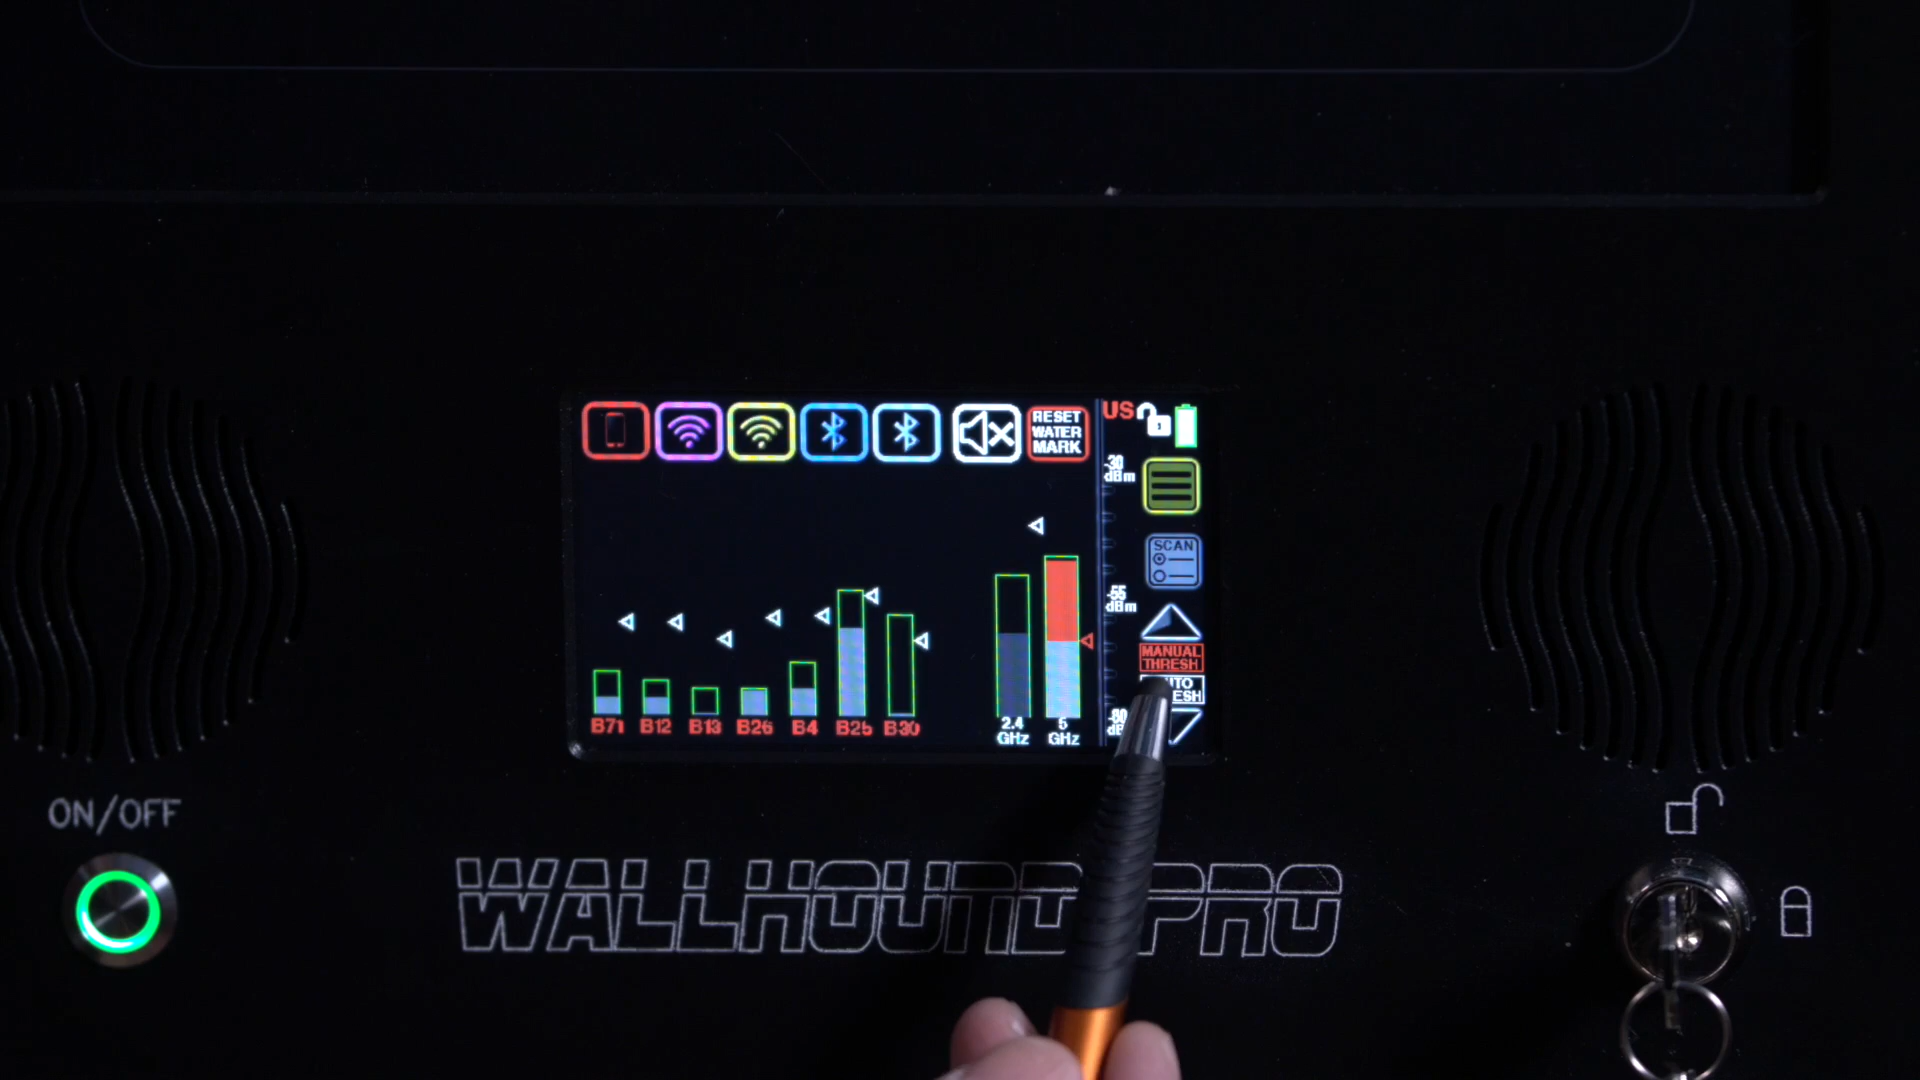 RESET
WATER
MARK
US
-30
dBm
SCAN
-55
dBm
MANUAL
THRESH
B71
B12
B13
B26
B4
B25
B30
2.4
GHz
5
GHz
ON/OFF
WALLHOUND PRO